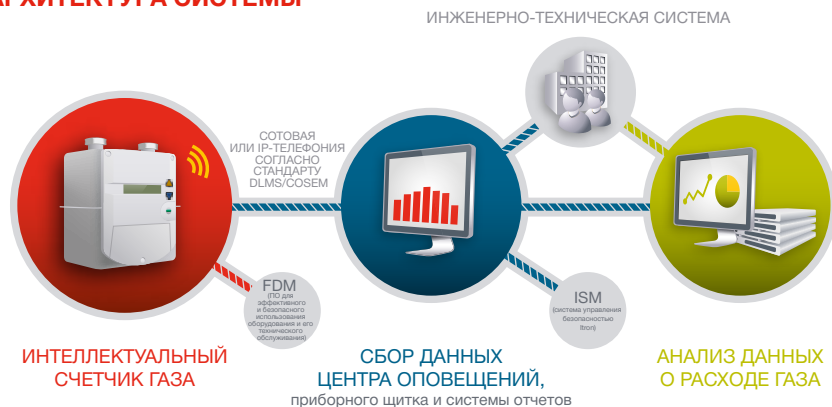 АРХИТЕКТУРА СИСТЕМЫ
ИНЖЕНЕРНО-ТЕХНИЧЕСКАЯ СИСТЕМА
СОТОВАЯ
ИЛИ IP-ТЕЛЕФОНИЯ
СОГЛАСНО
СТАНДАРТУ
DLMS/COSEM
FDM
(ПО для
эффективного
и безопасного
использования
оборудования и его
технического
обслуживания)
ISM
(система управления
безопасностью
Itron)
ИНТЕЛЛЕКТУАЛЬНЫЙ
СЧЕТЧИК ГАЗА
СБОР ДАННЫХ
ЦЕНТРА ОПОВЕЩЕНИЙ,
приборного щитка и системы отчетов
АНАЛИЗ ДАННЫХ
О РАСХОДЕ ГАЗА